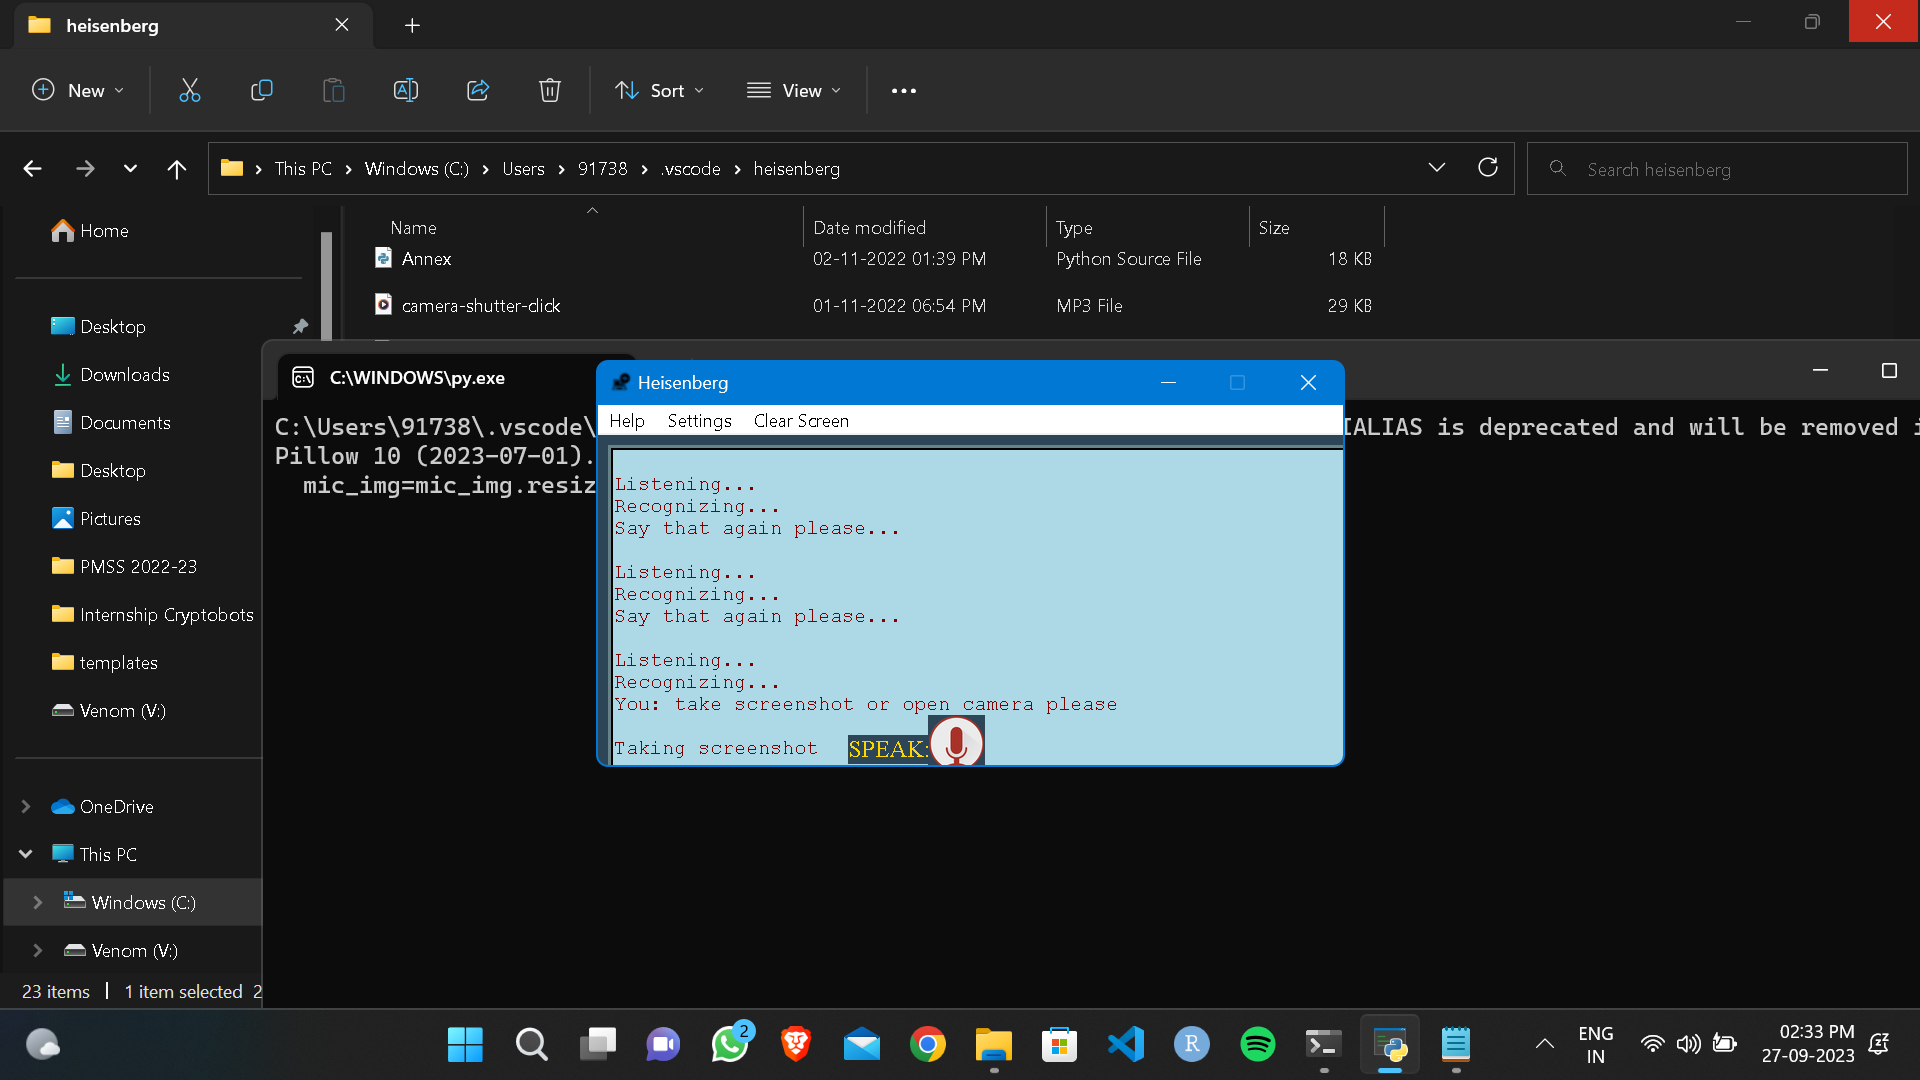 heisenberg
New
Sort
View
This PC
Windows (C:)
Users
91738
.vscode
heisenberg
Search heisenberg
Home
Desktop
Downloads
Documents
Desktop
Pictures
PMSS 2022-23
Internship Cryptobots
templates
Venom (V:)
OneDrive
This PC
Windows (C:)
Venom (V:)
23 items
1 item selected 2
Name Date modified Type Size
Annex 02-11-2022 01:39 PM Python Source File 18 KB
camera-shutter-click 01-11-2022 06:54 PM MP3 File 29 KB
C:\WINDOWS\py.exe
C:\Users\91738\.vscode\
IALIAS is deprecated and will be removed i
Pillow 10 (2023-07-01).
mic_img=mic_img.resiz
Heisenberg
Help Settings Clear Screen
Listening...
Recognizing...
Say that again please...
Listening...
Recognizing...
Say that again please...
Listening...
Recognizing...
You: take screenshot or open camera please
Taking screenshot
SPEAK:
2
R
ENG
IN
02:33 PM
27-09-2023